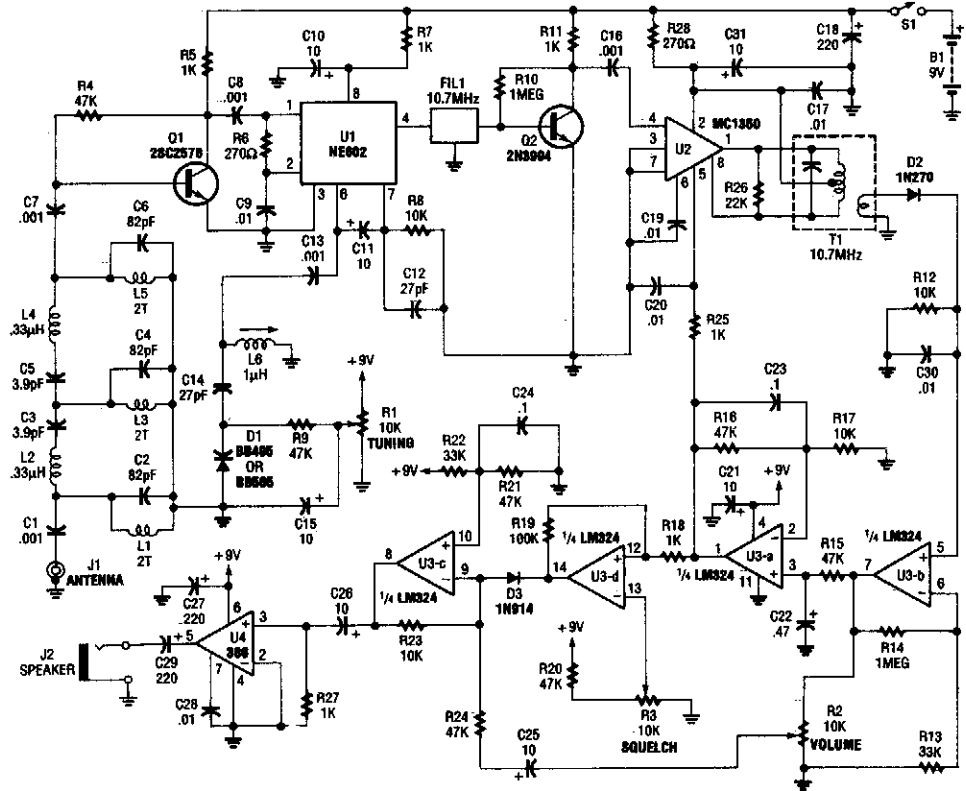 R5
1K
C10
10
R7
1K
R11
1K
C16
.001
R28
270Ω
C31
10
C18
220
S1
B1
9V
R4
47K
C8
.001
R6
270Ω
1
2
8
4
U1
NE602
3
6
7
FIL1
10.7MHz
R10
1MEG
Q2
2N3904
4
3
7
2
MC1350
1
U2
8
5
6
C17
.01
R26
22K
T1
10.7MHz
D2
1N270
Q1
2SC2570
C7
.001
C6
82pF
C9
.01
C13
.001
C11
10
R8
10K
C12
27pF
C19
.01
C20
.01
R25
1K
R12
10K
C30
.01
L5
2T
L4
.33μH
C4
82pF
C5
3.9pF
L3
2T
C3
3.9pF
L2
.33μH
C2
82pF
L1
2T
C1
.001
J1
ANTENNA
L6
1μH
C14
27pF
+9V
R1
10K
TUNING
R9
47K
D1
BB405
OR
BB505
C15
10
C24
.1
R22
33K
+9V
R21
47K
C23
.1
R16
47K
R17
10K
C21
10
+9V
R19
100K
¼ LM324
12
R18
1K
1
U3-a
4
2
3
11
¼ LM324
R15
47K
¼ LM324
7
U3-b
5
6
8
10
U3-c
9
¼ LM324
D3
1N914
14
U3-d
13
C22
.47
R14
1MEG
+9V
C27
220
6
3
U4
386
5
2
7
4
C26
10
R23
10K
J2
SPEAKER
C29
220
C28
.01
R27
1K
R24
47K
C25
10
+9V
R20
47K
R3
10K
SQUELCH
R2
10K
VOLUME
R13
33K